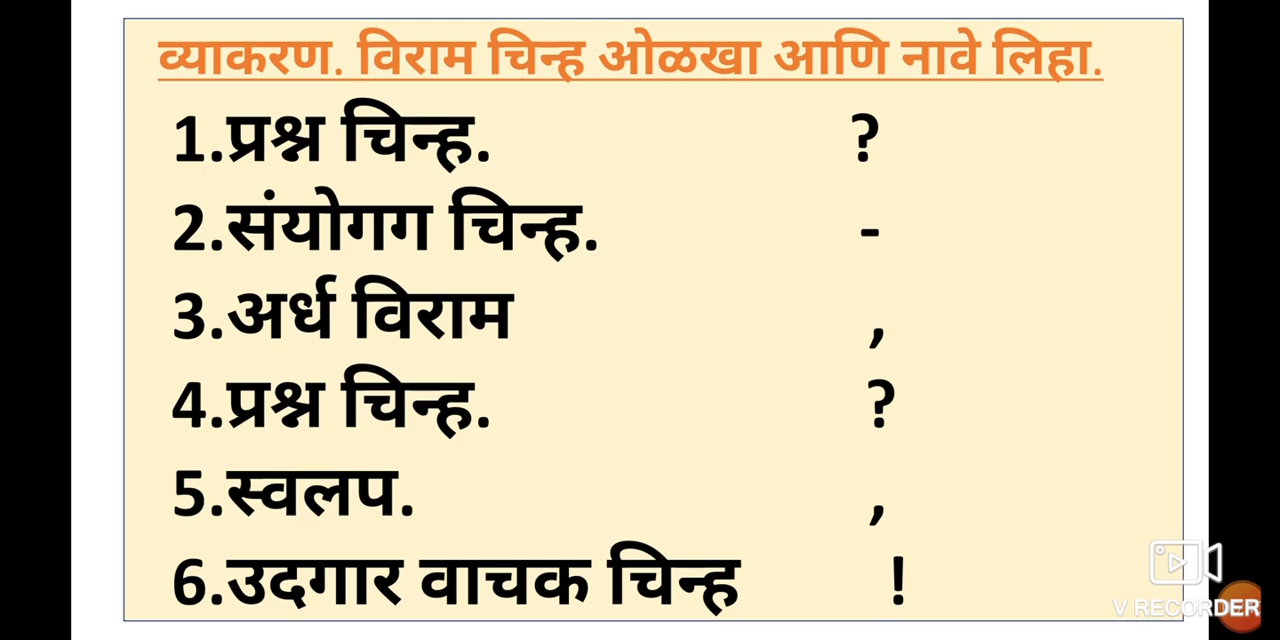 व्याकरण. विराम चिन्ह ओळखा आणि नावे लिहा.
1.प्रश्न चिन्ह. ?
2.संयोगग चिन्ह. -
3.अर्ध विराम ,
4.प्रश्न चिन्ह. ?
5.स्वलप. ,
6.उदगार वाचक चिन्ह !
V RECORDER